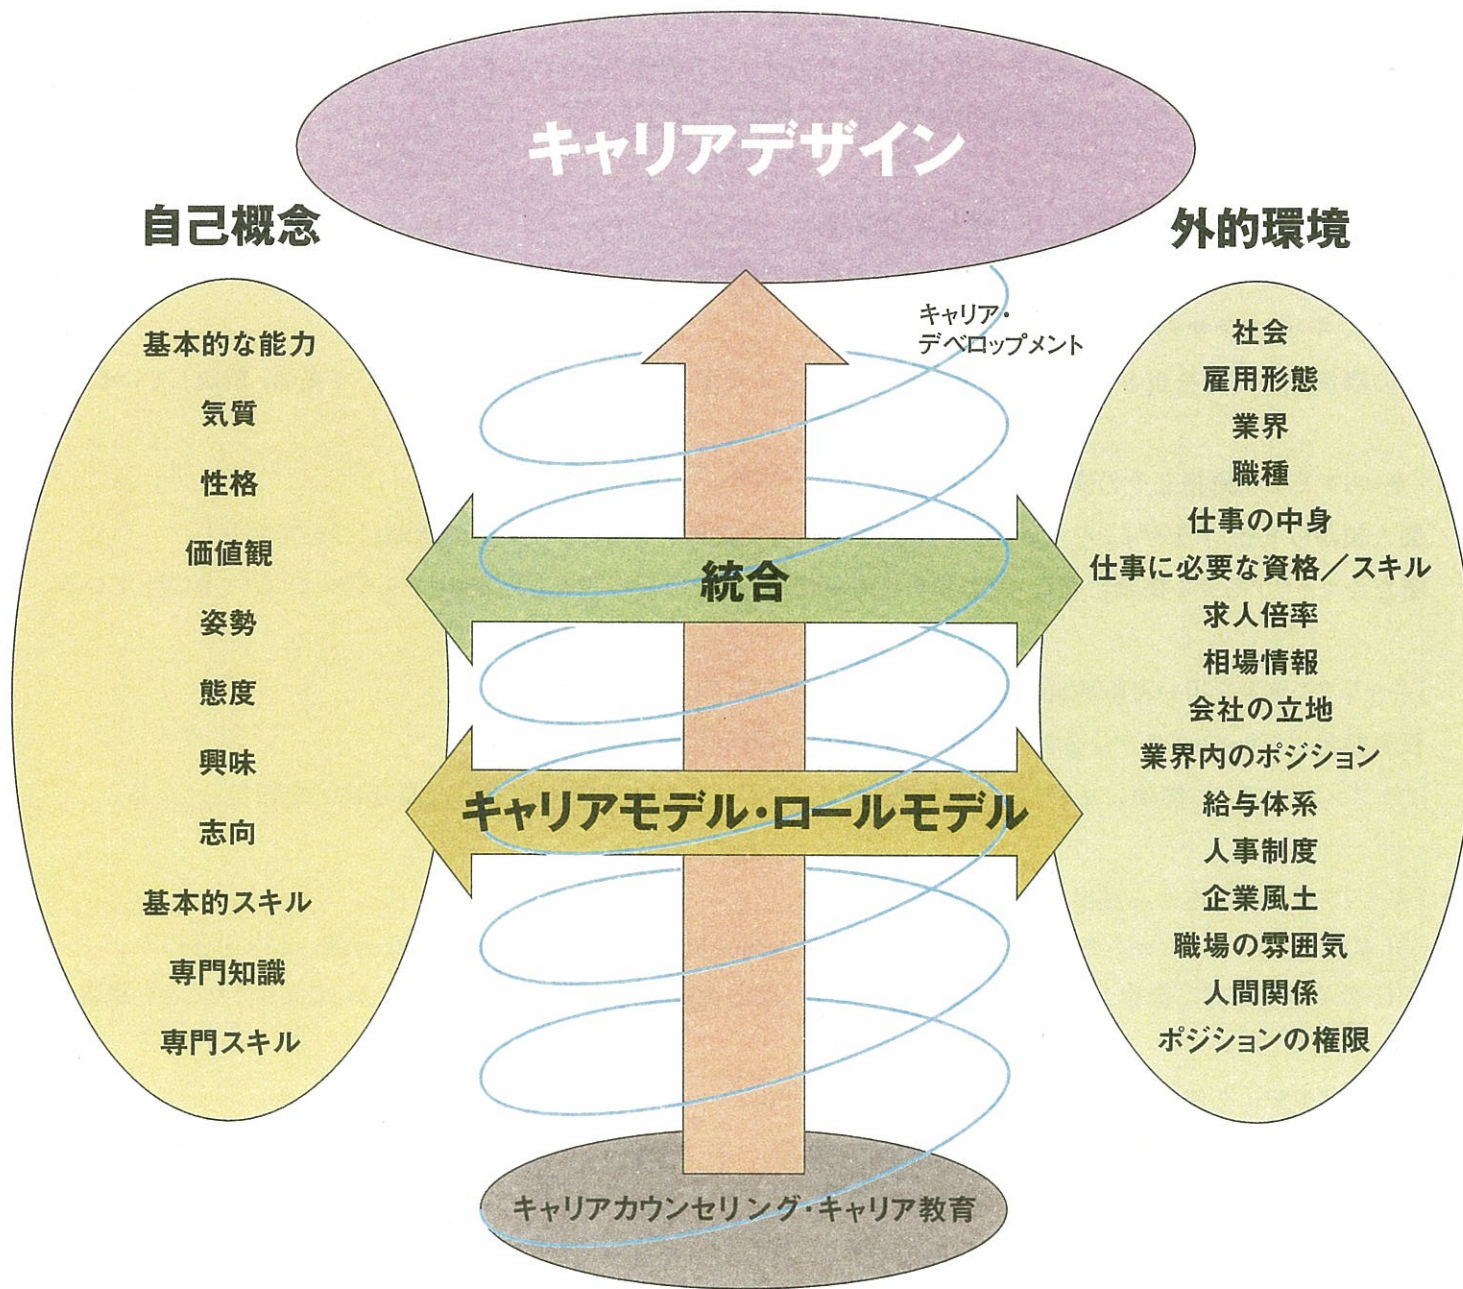 キャリアデザイン
自己概念
基本的な能力
気質
性格
価値観
姿勢
態度
興味
志向
基本的スキル
専門知識
専門スキル
キャリア・
デベロップメント
統合
キャリアモデル・ロールモデル
キャリアカウンセリング・キャリア教育
外的環境
社会
雇用形態
業界
職種
仕事の中身
仕事に必要な資格／スキル
求人倍率
相場情報
会社の立地
業界内のポジション
給与体系
人事制度
企業風土
職場の雰囲気
人間関係
ポジションの権限